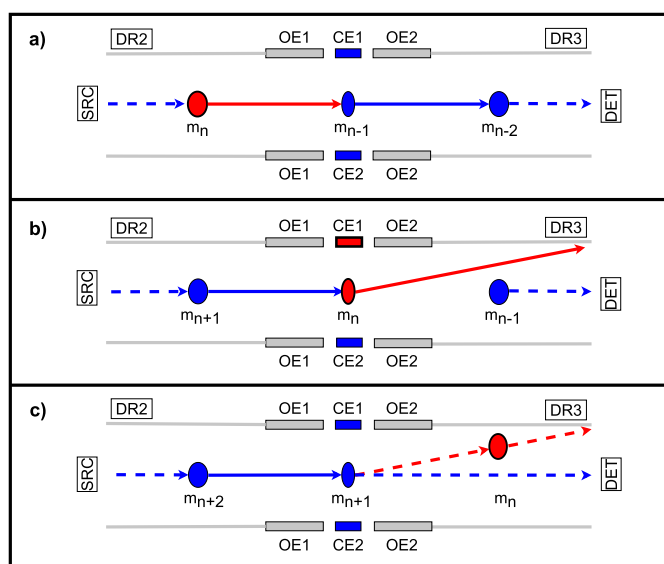 a)
DR2 OE1 CE1 OE2 DR3
SRC mn mn-1 mn-2 DET
OE1 CE2 OE2
b)
DR2 OE1 CE1 OE2 DR3
SRC mn+1 mn mn-1 DET
OE1 CE2 OE2
c)
DR2 OE1 CE1 OE2 DR3
SRC mn+2 mn+1 mn DET
OE1 CE2 OE2